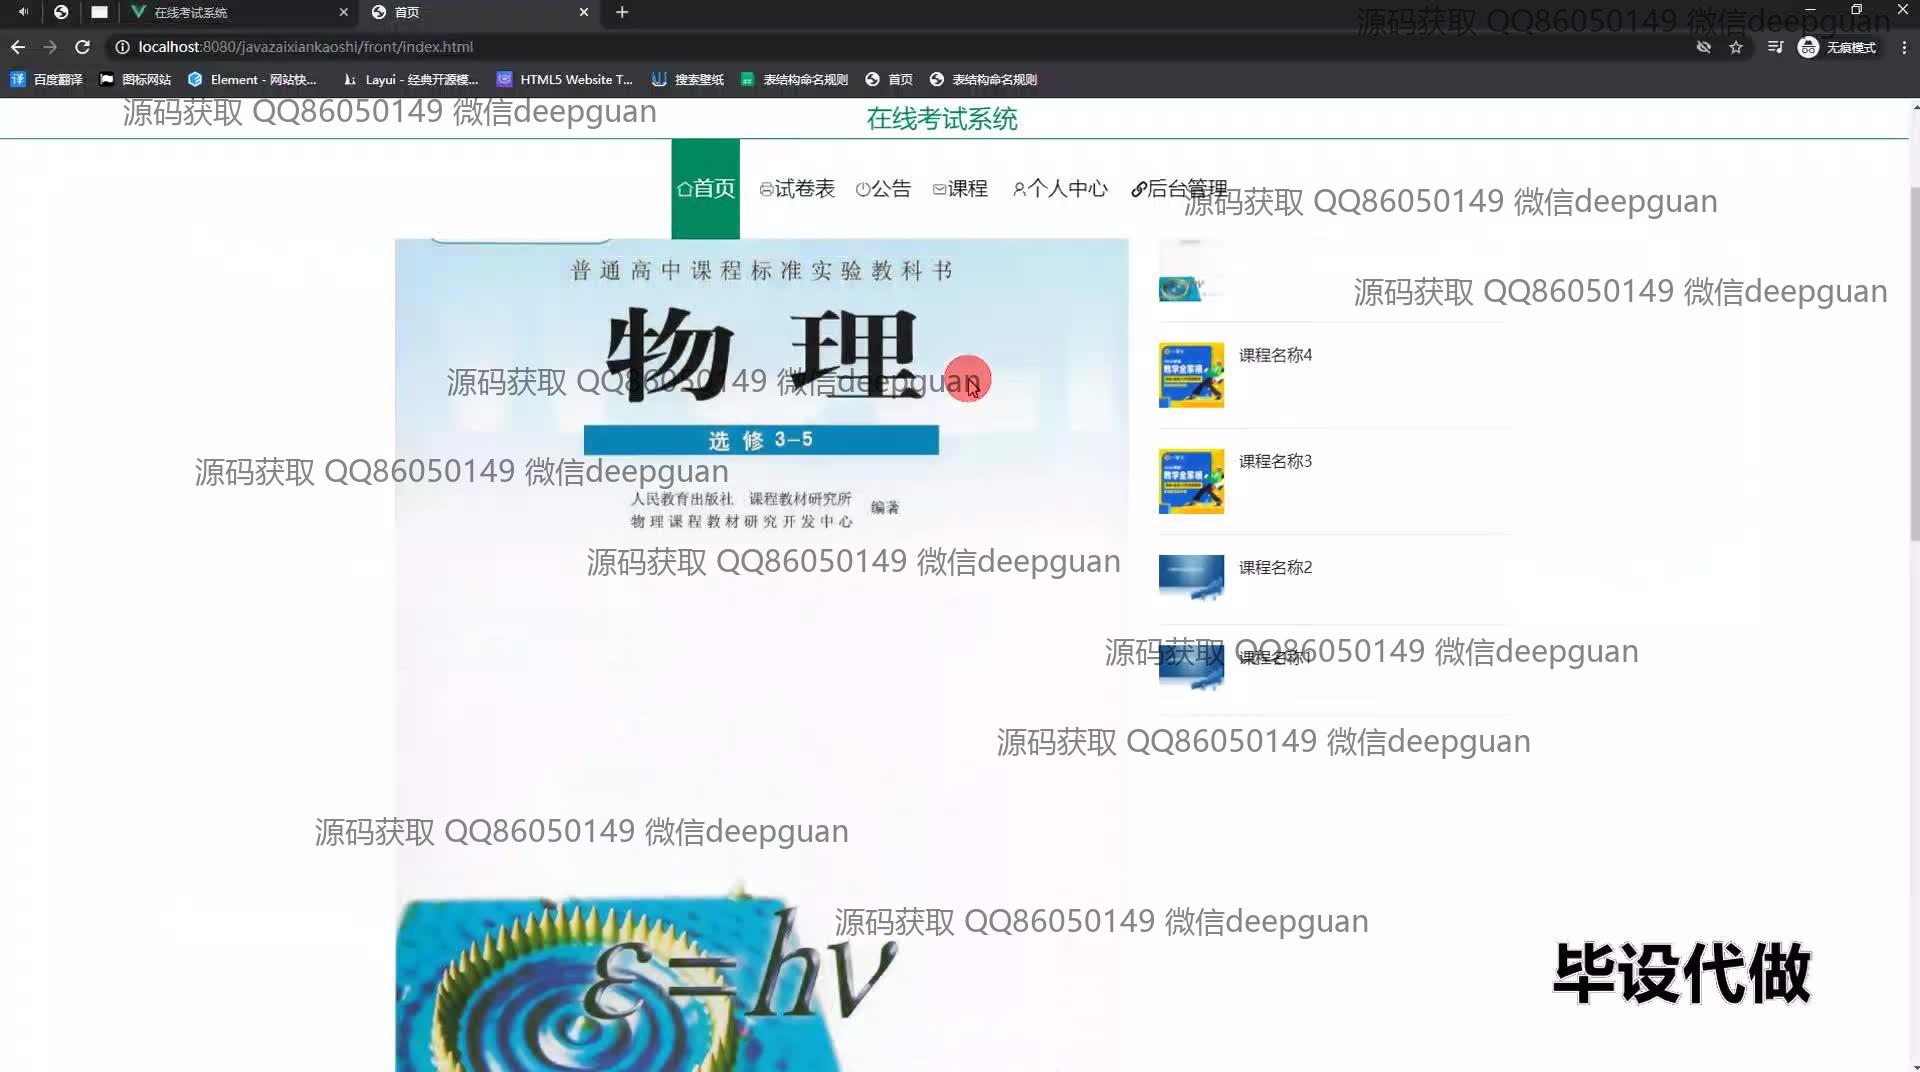 在线考试系统
首页
源码获取 QQ86050149 微信deepguan
localhost:8080/javazaixiankaoshi/front/index.html
无痕模式
百度翻译
图标网站
Element - 网站快...
Layui - 经典开源模...
HTML5 Website T...
搜索壁纸
表结构命名规则
首页
表结构命名规则
源码获取 QQ86050149 微信deepguan
在线考试系统
首页
试卷表
公告
课程
个人中心
后台管理
源码获取 QQ86050149 微信deepguan
普通高中课程标准实验教科书
源码获取 QQ86050149 微信deepguan
物理
课程名称4
源码获取 QQ86050149 微信deepguan
选修 3-5
课程名称3
源码获取 QQ86050149 微信deepguan
人民教育出版社 课程教材研究所
物理课程教材研究开发中心
编著
源码获取 QQ86050149 微信deepguan
课程名称2
源码获取 QQ86050149 微信deepguan
课程名称1
源码获取 QQ86050149 微信deepguan
源码获取 QQ86050149 微信deepguan
源码获取 QQ86050149 微信deepguan
ε=hν
毕设代做